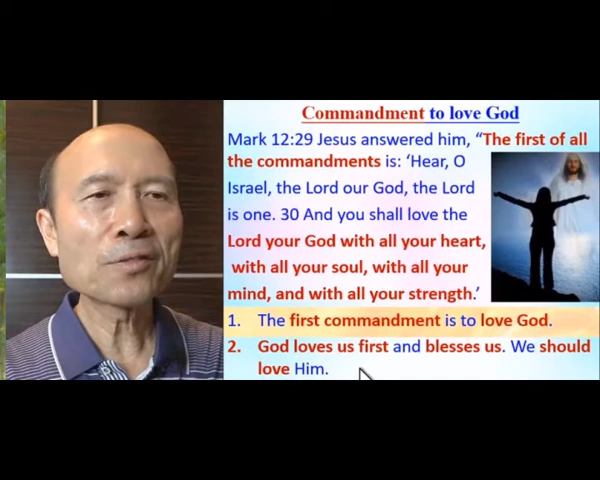 Commandment to love God
Mark 12:29 Jesus answered him, “The first of all
the commandments is: ‘Hear, O
Israel, the Lord our God, the Lord
is one. 30 And you shall love the
Lord your God with all your heart,
with all your soul, with all your
mind, and with all your strength.’
1. The first commandment is to love God.
2. God loves us first and blesses us. We should
love Him.